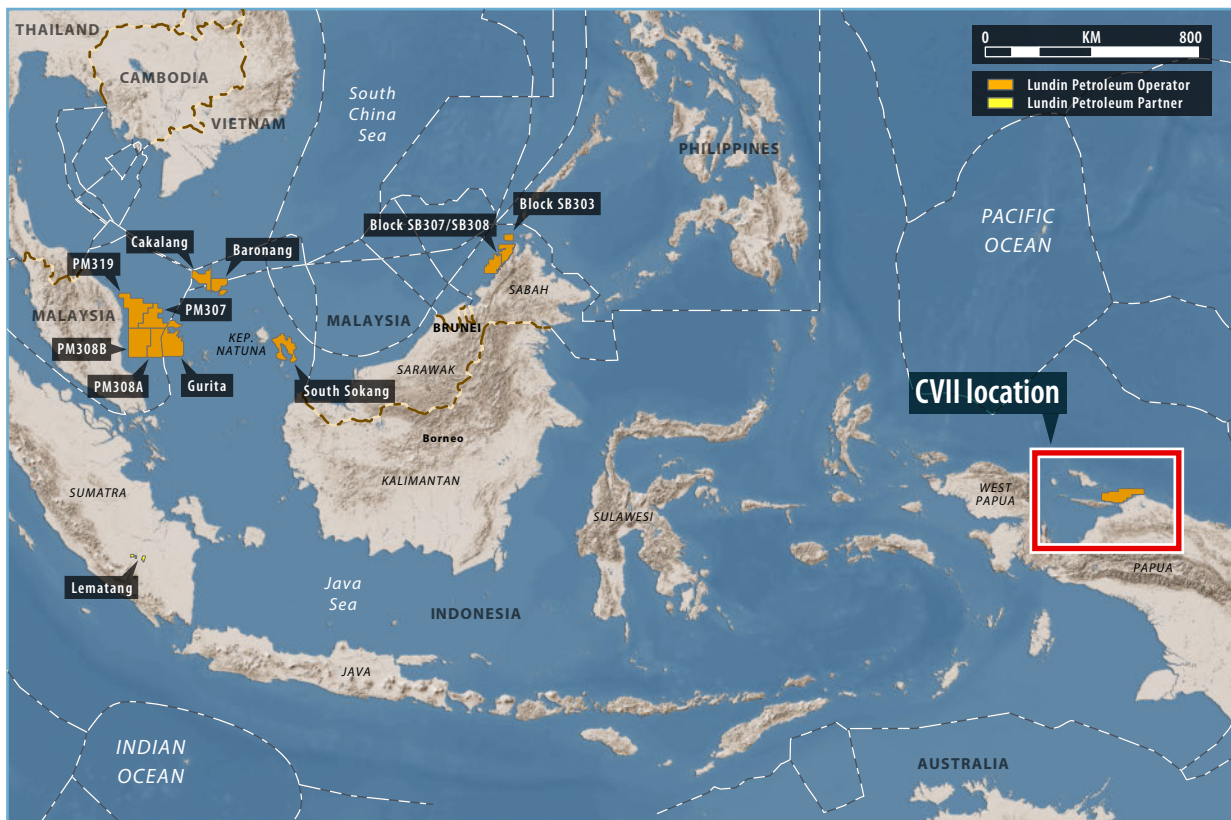 THAILAND
CAMBODIA
VIETNAM
South
China
Sea
PHILIPPINES
0 KM 800
Lundin Petroleum Operator
Lundin Petroleum Partner
PACIFIC
OCEAN
Block SB303
Block SB307/SB308
Cakalang
Baronang
PM319
PM307
MALAYSIA
PM308B
PM308A
Gurita
KEP.
NATUNA
MALAYSIA
South Sokang
SABAH
BRUNEI
SARAWAK
Borneo
KALIMANTAN
CVII location
SUMATRA
Lematang
SULAWESI
WEST
PAPUA
PAPUA
Java
Sea
INDONESIA
JAVA
INDIAN
OCEAN
AUSTRALIA